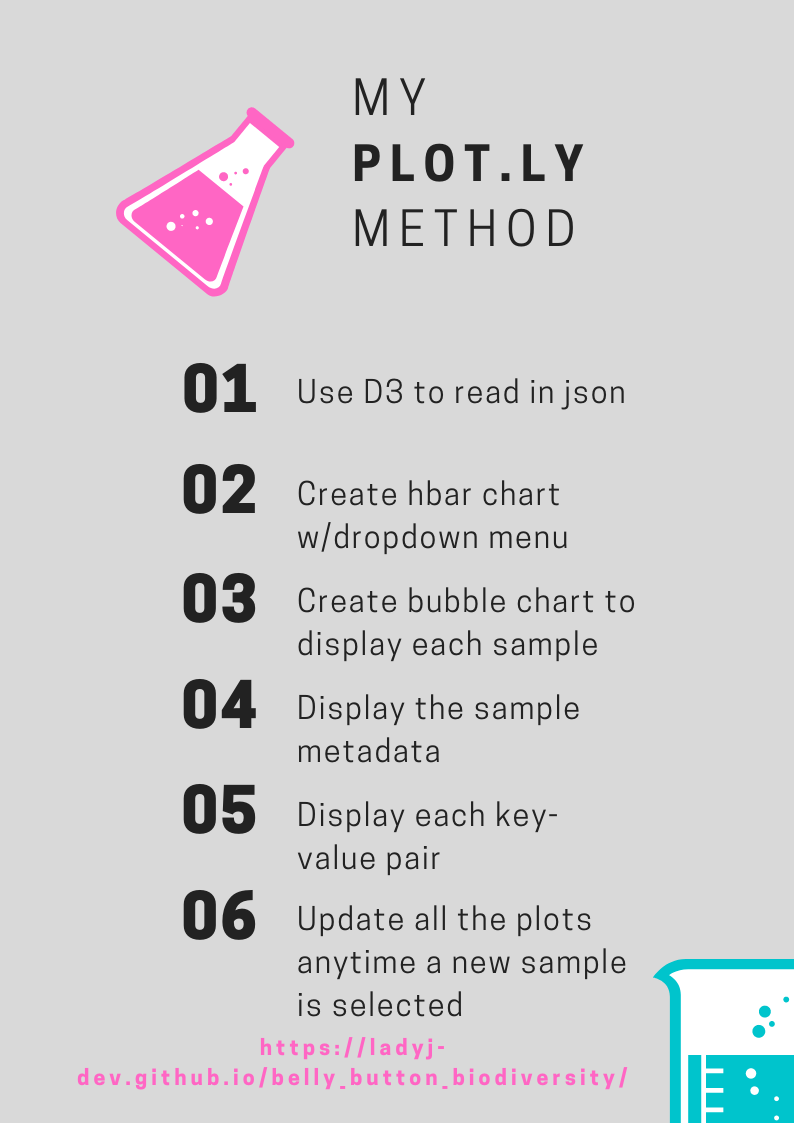 MY
PLOT.LY
METHOD
01 Use D3 to read in json
02 Create hbar chart
w/dropdown menu
03 Create bubble chart to
display each sample
04 Display the sample
metadata
05 Display each key-
value pair
06 Update all the plots
anytime a new sample
is selected
https://ladyj-
dev.github.io/belly_button_biodiversity/